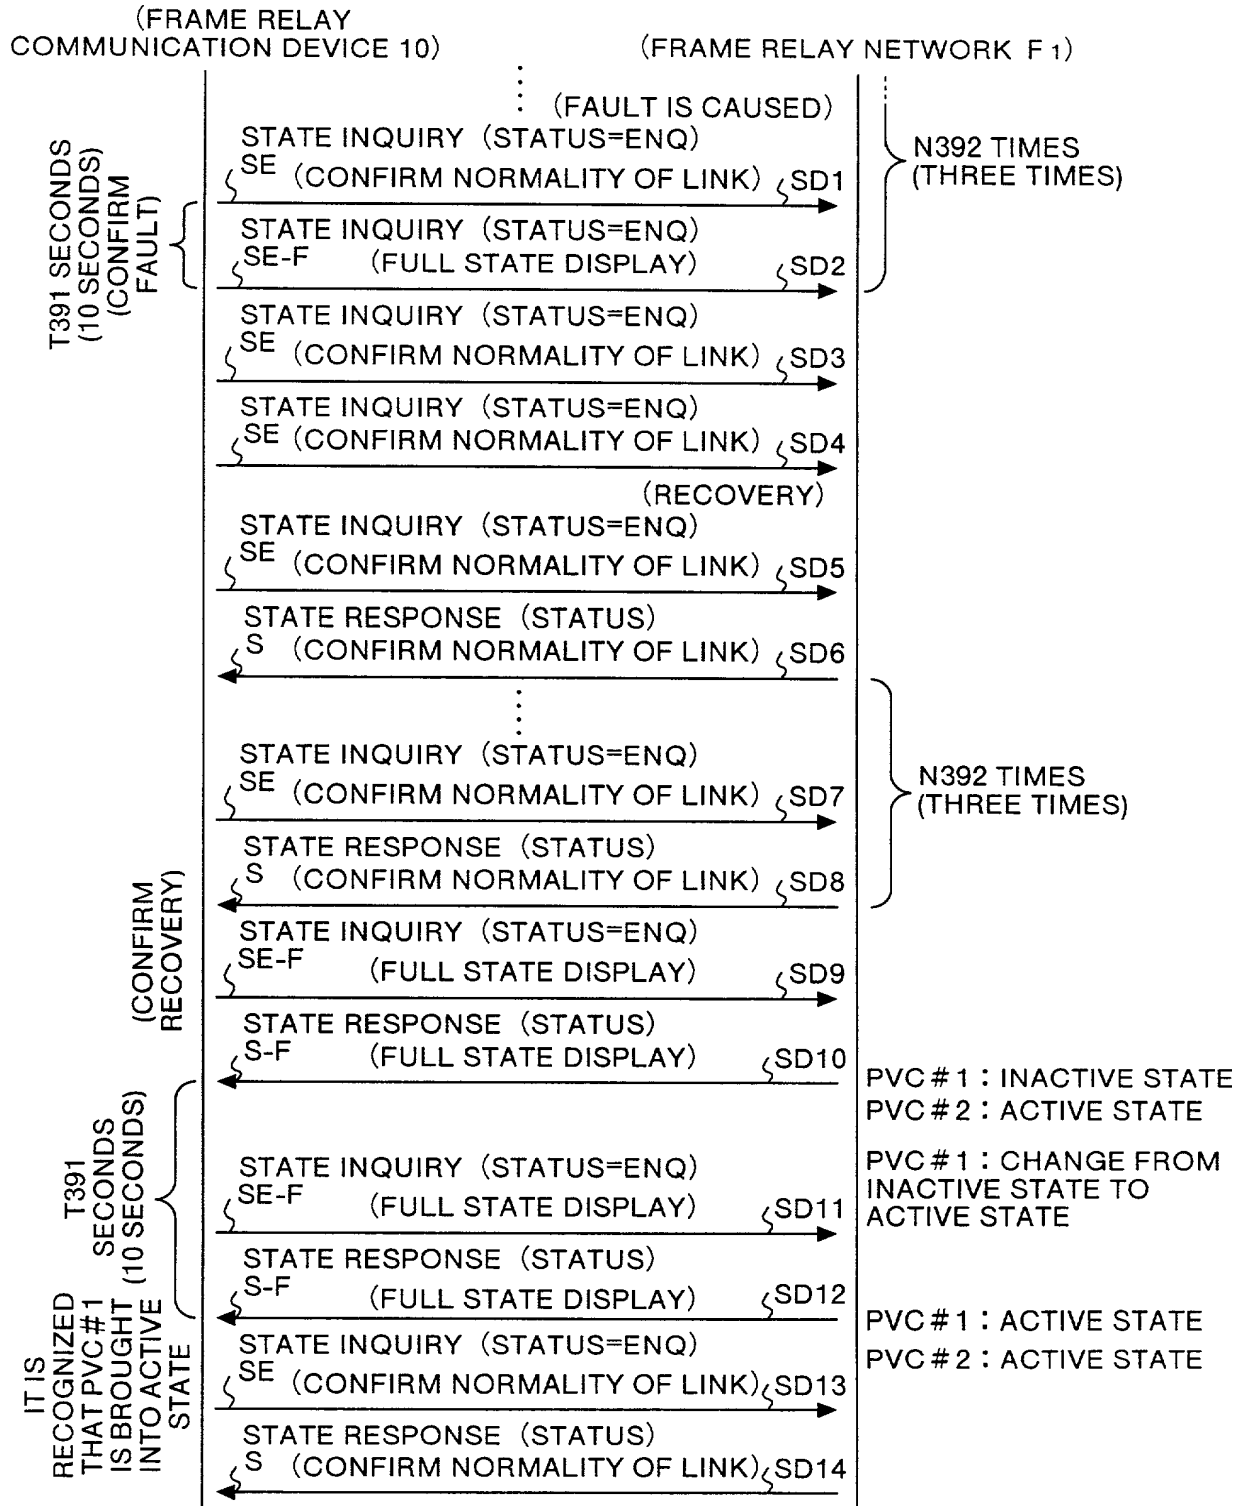 (FRAME RELAY
COMMUNICATION DEVICE 10)
(FRAME RELAY NETWORK F1)
(FAULT IS CAUSED)
STATE INQUIRY (STATUS=ENQ)
SE (CONFIRM NORMALITY OF LINK) SD1
N392 TIMES
(THREE TIMES)
T391 SECONDS
(10 SECONDS)
(CONFIRM
FAULT)
STATE INQUIRY (STATUS=ENQ)
SE-F (FULL STATE DISPLAY) SD2
STATE INQUIRY (STATUS=ENQ)
SE (CONFIRM NORMALITY OF LINK) SD3
STATE INQUIRY (STATUS=ENQ)
SE (CONFIRM NORMALITY OF LINK) SD4
(RECOVERY)
STATE INQUIRY (STATUS=ENQ)
SE (CONFIRM NORMALITY OF LINK) SD5
STATE RESPONSE (STATUS)
S (CONFIRM NORMALITY OF LINK) SD6
STATE INQUIRY (STATUS=ENQ)
SE (CONFIRM NORMALITY OF LINK) SD7
N392 TIMES
(THREE TIMES)
STATE RESPONSE (STATUS)
S (CONFIRM NORMALITY OF LINK) SD8
(CONFIRM
RECOVERY)
STATE INQUIRY (STATUS=ENQ)
SE-F (FULL STATE DISPLAY) SD9
STATE RESPONSE (STATUS)
S-F (FULL STATE DISPLAY) SD10
PVC#1 : INACTIVE STATE
PVC#2 : ACTIVE STATE
T391
SECONDS
(10 SECONDS)
PVC#1 : CHANGE FROM
INACTIVE STATE TO
ACTIVE STATE
STATE INQUIRY (STATUS=ENQ)
SE-F (FULL STATE DISPLAY) SD11
STATE RESPONSE (STATUS)
S-F (FULL STATE DISPLAY) SD12
PVC#1 : ACTIVE STATE
PVC#2 : ACTIVE STATE
IT IS
RECOGNIZED
THAT PVC#1
IS BROUGHT
INTO ACTIVE
STATE
STATE INQUIRY (STATUS=ENQ)
SE (CONFIRM NORMALITY OF LINK) SD13
STATE RESPONSE (STATUS)
S (CONFIRM NORMALITY OF LINK) SD14